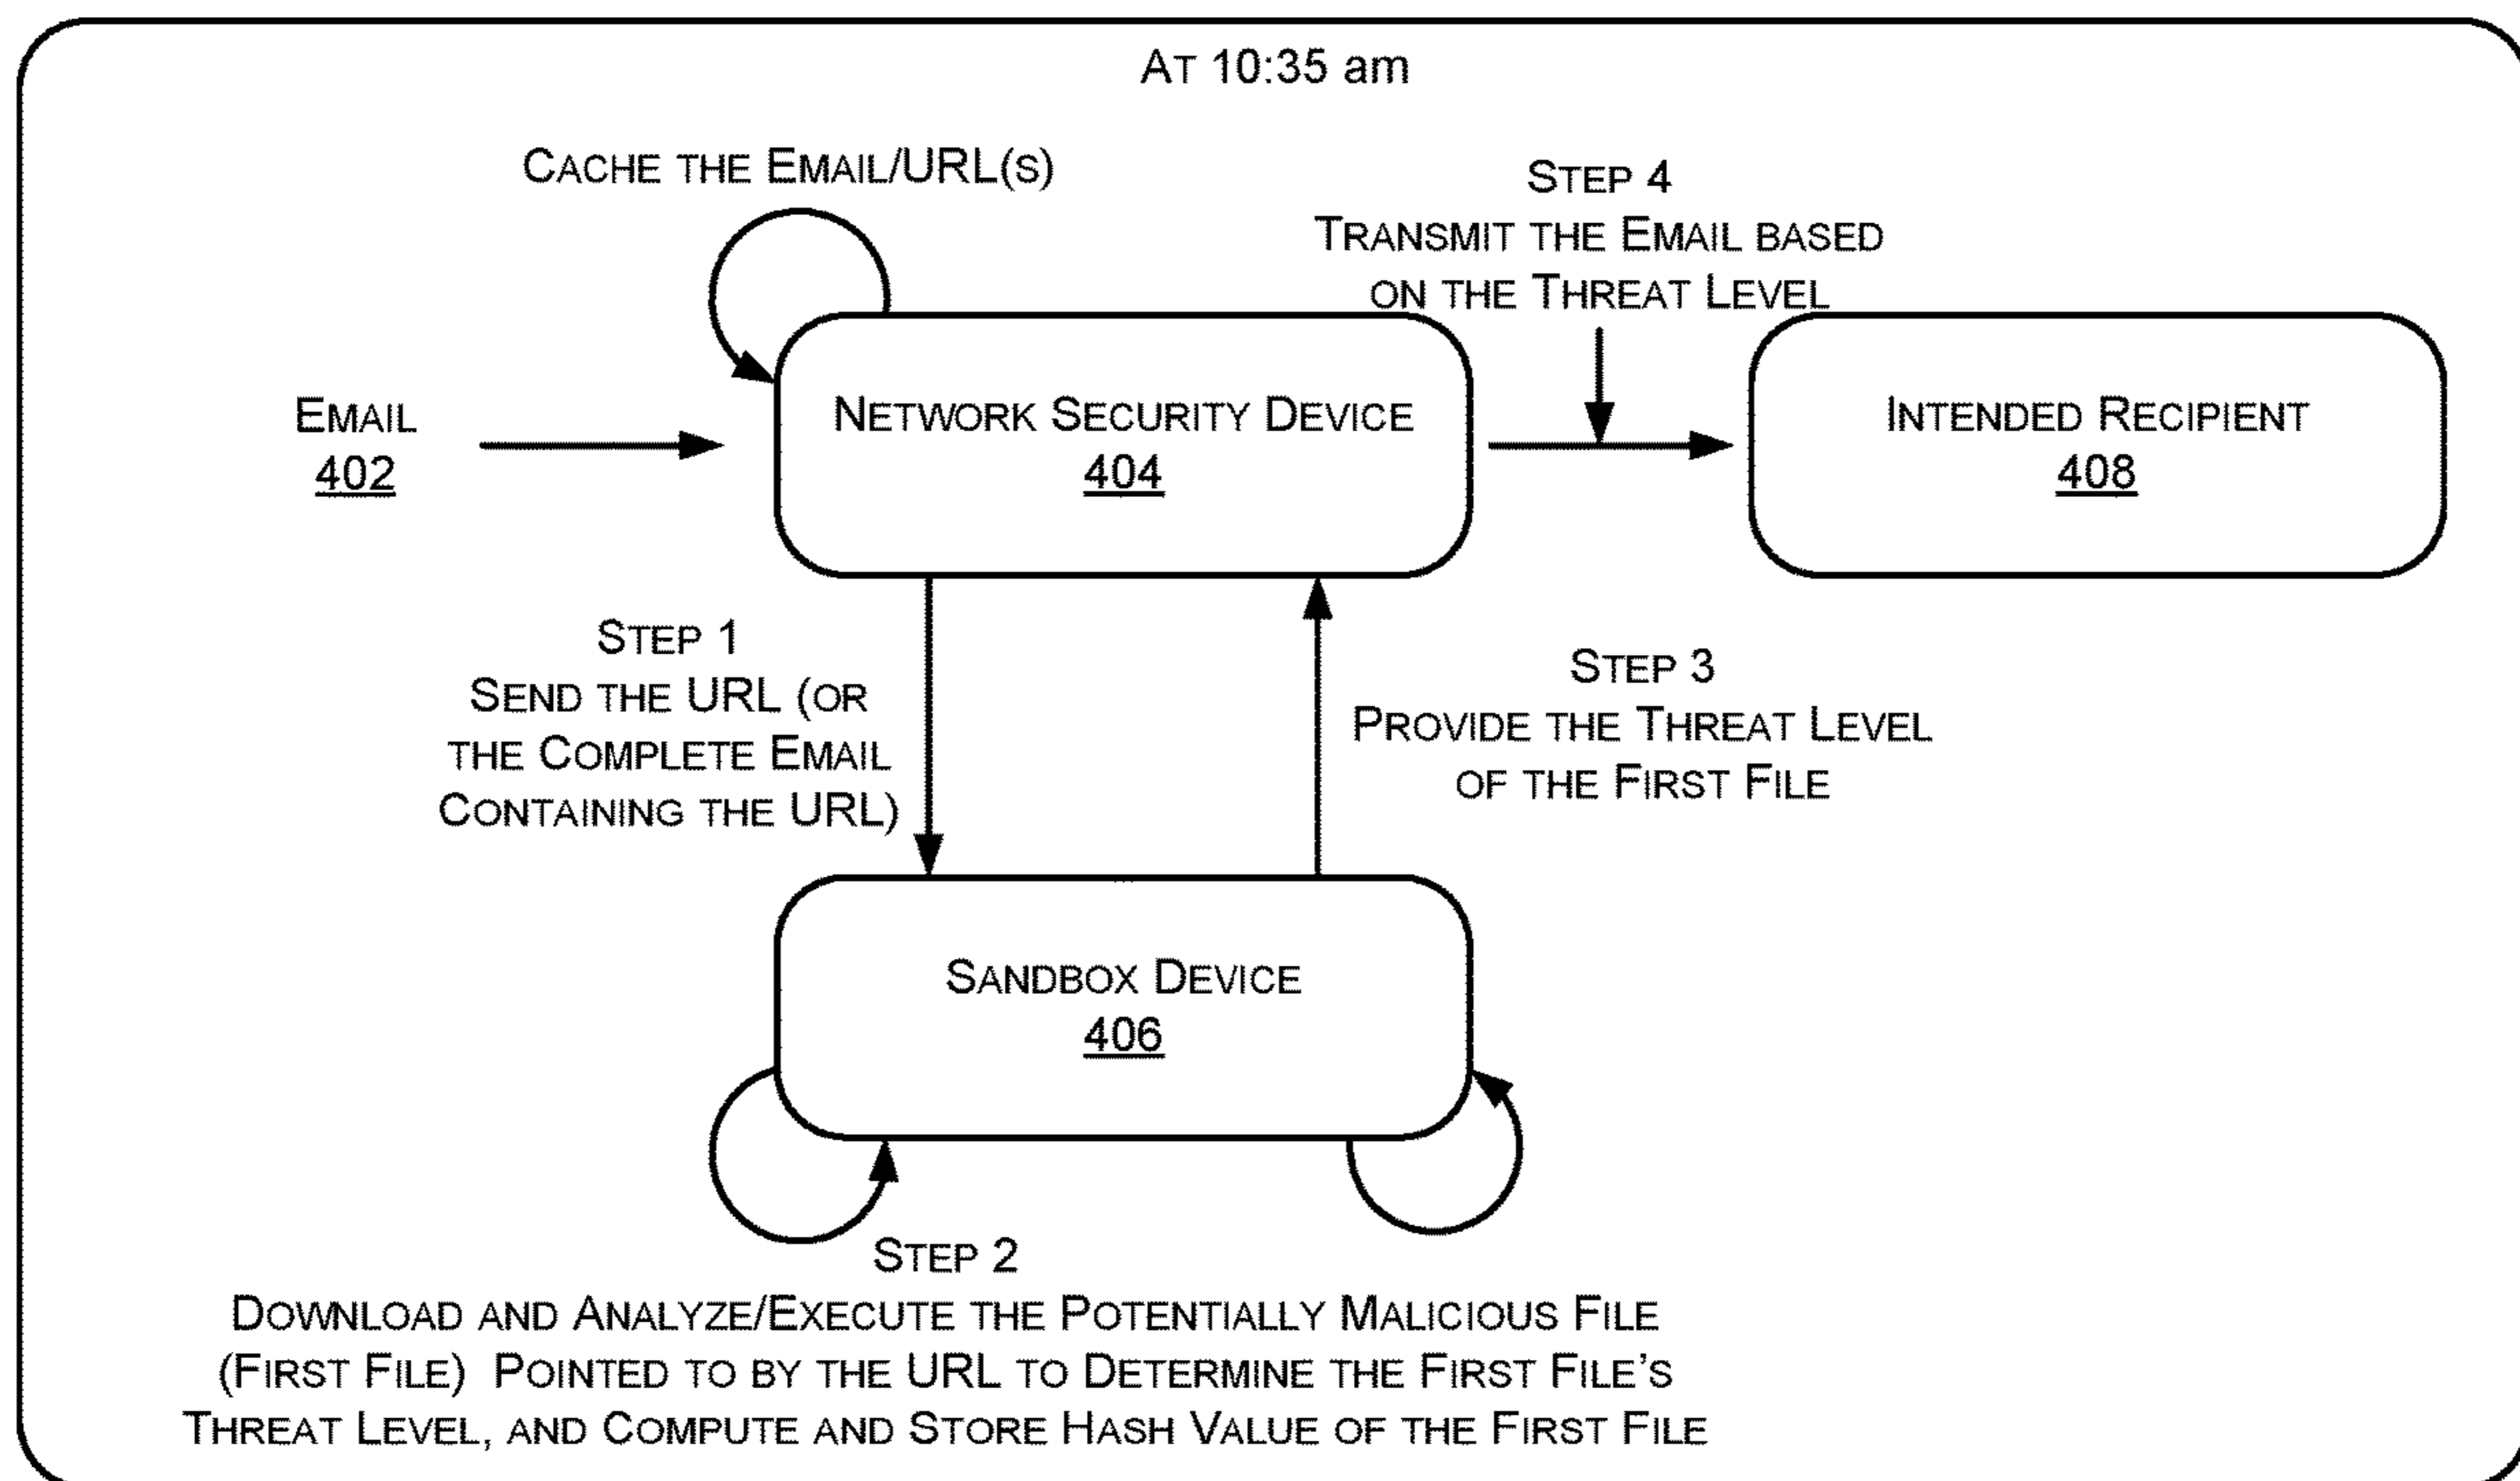 AT 10:35 am
CACHE THE EMAIL/URL(S)
STEP 4
TRANSMIT THE EMAIL BASED
ON THE THREAT LEVEL
EMAIL
402
NETWORK SECURITY DEVICE
404
INTENDED RECIPIENT
408
STEP 1
SEND THE URL (OR
THE COMPLETE EMAIL
CONTAINING THE URL)
STEP 3
PROVIDE THE THREAT LEVEL
OF THE FIRST FILE
SANDBOX DEVICE
406
STEP 2
DOWNLOAD AND ANALYZE/EXECUTE THE POTENTIALLY MALICIOUS FILE
(FIRST FILE) POINTED TO BY THE URL TO DETERMINE THE FIRST FILE'S
THREAT LEVEL, AND COMPUTE AND STORE HASH VALUE OF THE FIRST FILE